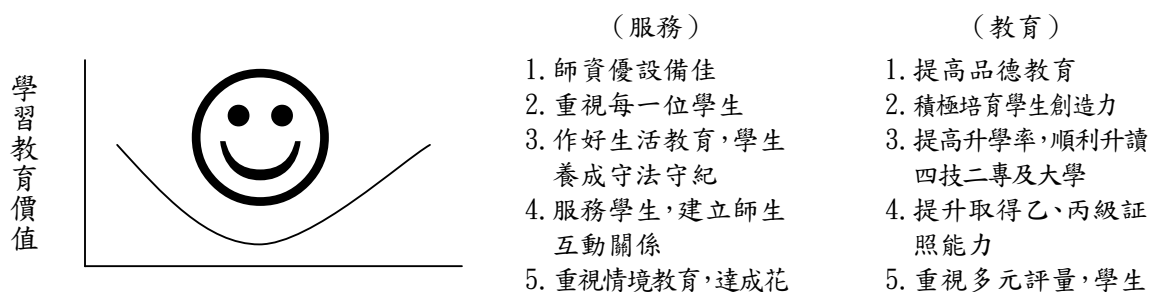 學習教育價值
（服務）
1.師資優設備佳
2.重視每一位學生
3.作好生活教育，學生
養成守法守紀
4.服務學生，建立師生
互動關係
5.重視情境教育，達成花
（教育）
1.提高品德教育
2.積極培育學生創造力
3.提高升學率，順利升讀
四技二專及大學
4.提升取得乙、丙級証
照能力
5.重視多元評量，學生